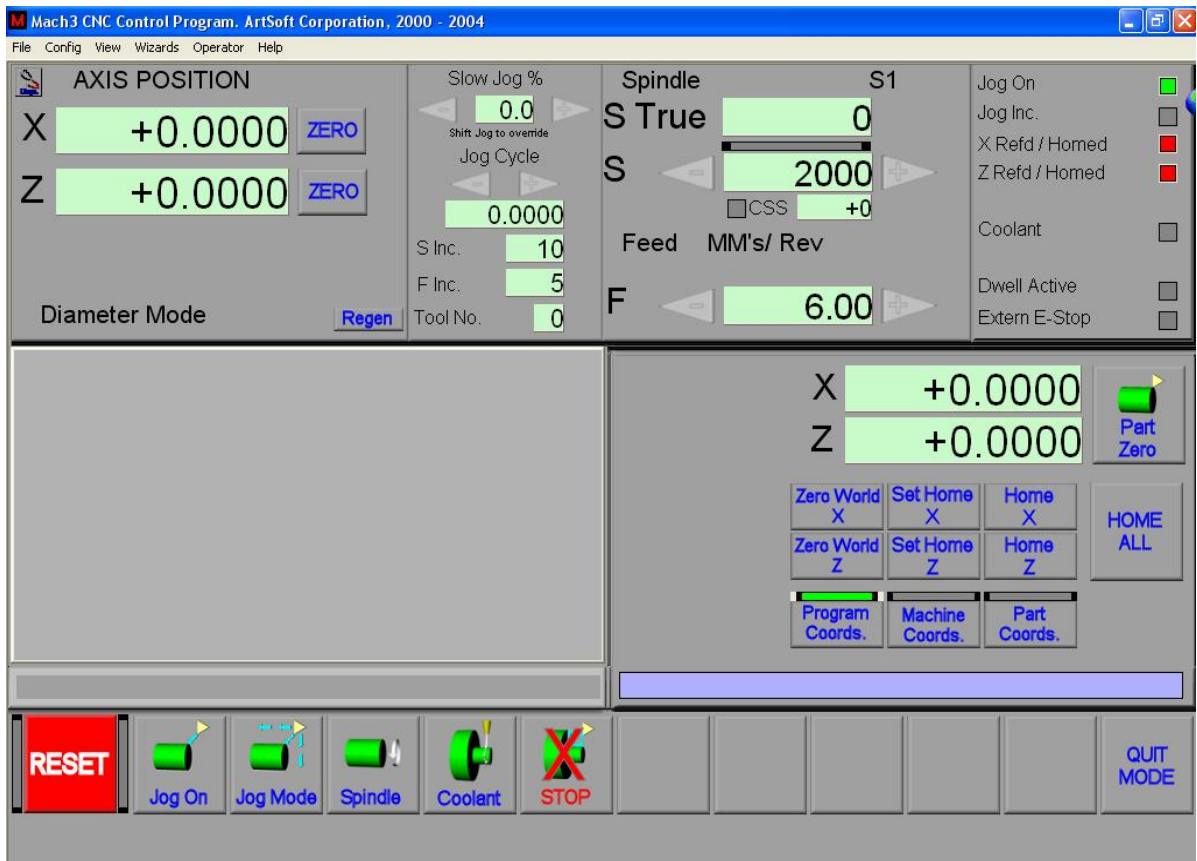 Mach3 CNC Control Program. ArtSoft Corporation, 2000 - 2004
File Config View Wizards Operator Help
AXIS POSITION
X +0.0000 ZERO
Z +0.0000 ZERO
Diameter Mode Regen
Slow Jog %
0.0
Shift Jog to override
Jog Cycle
0.0000
S Inc. 10
F Inc. 5
Tool No. 0
Spindle S1
S True 0
S 2000
CSS +0
Feed MM's/ Rev
F 6.00
Jog On
Jog Inc.
X Refd / Homed
Z Refd / Homed
Coolant
Dwell Active
Extern E-Stop
X +0.0000
Z +0.0000
Part
Zero
Zero World
X
Set Home
X
Home
X
HOME
ALL
Zero World
Z
Set Home
Z
Home
Z
Program
Coords.
Machine
Coords.
Part
Coords.
RESET
Jog On
Jog Mode
Spindle
Coolant
X
STOP
QUIT
MODE